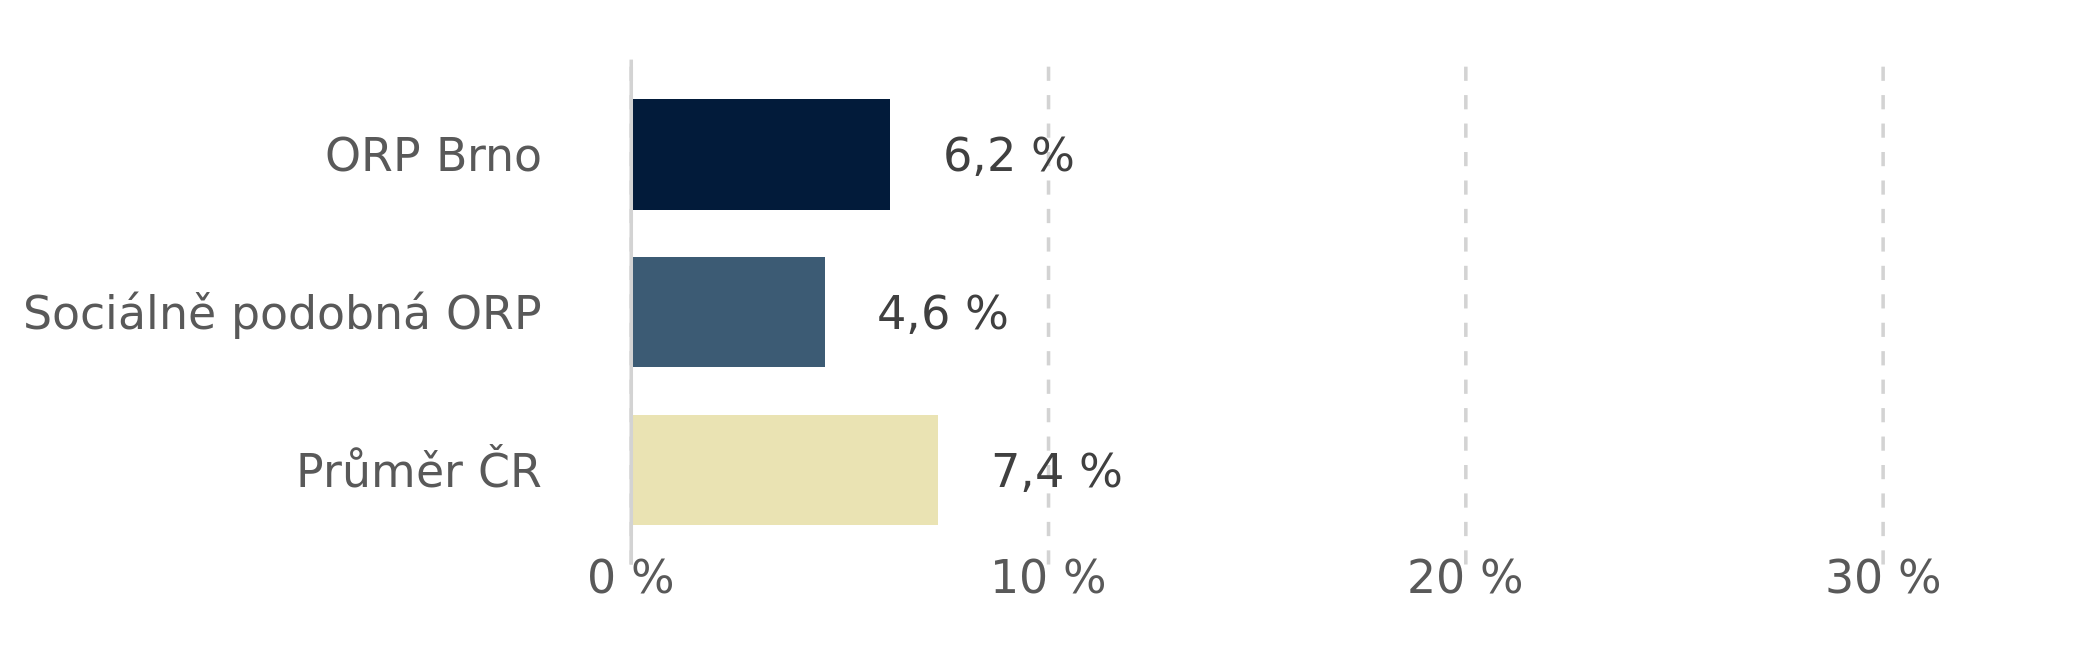 ORP Brno 6,2 %
Sociálně podobná ORP 4,6 %
Průměr ČR 7,4 %
0 % 10 % 20 % 30 %